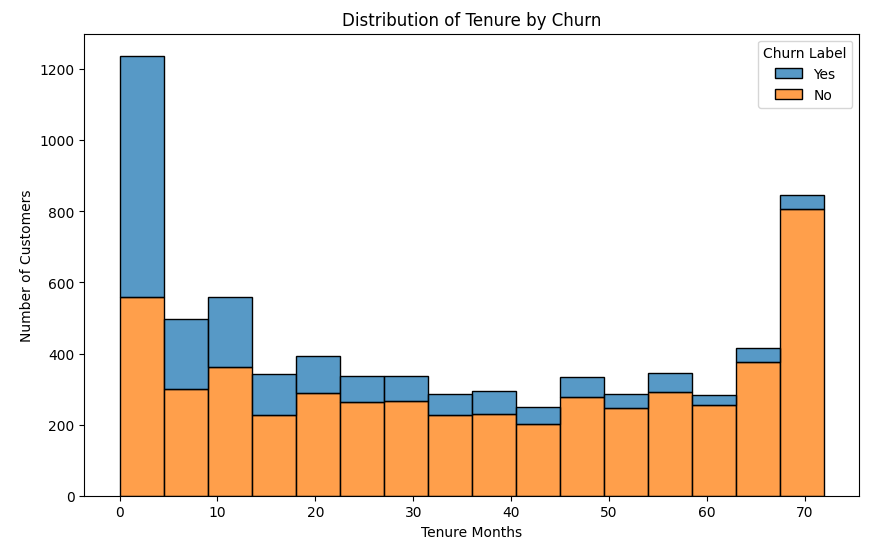 Distribution of Tenure by Churn
Churn Label
Yes
No
Number of Customers
1200
1000
800
600
400
200
0
0 10 20 30 40 50 60 70
Tenure Months